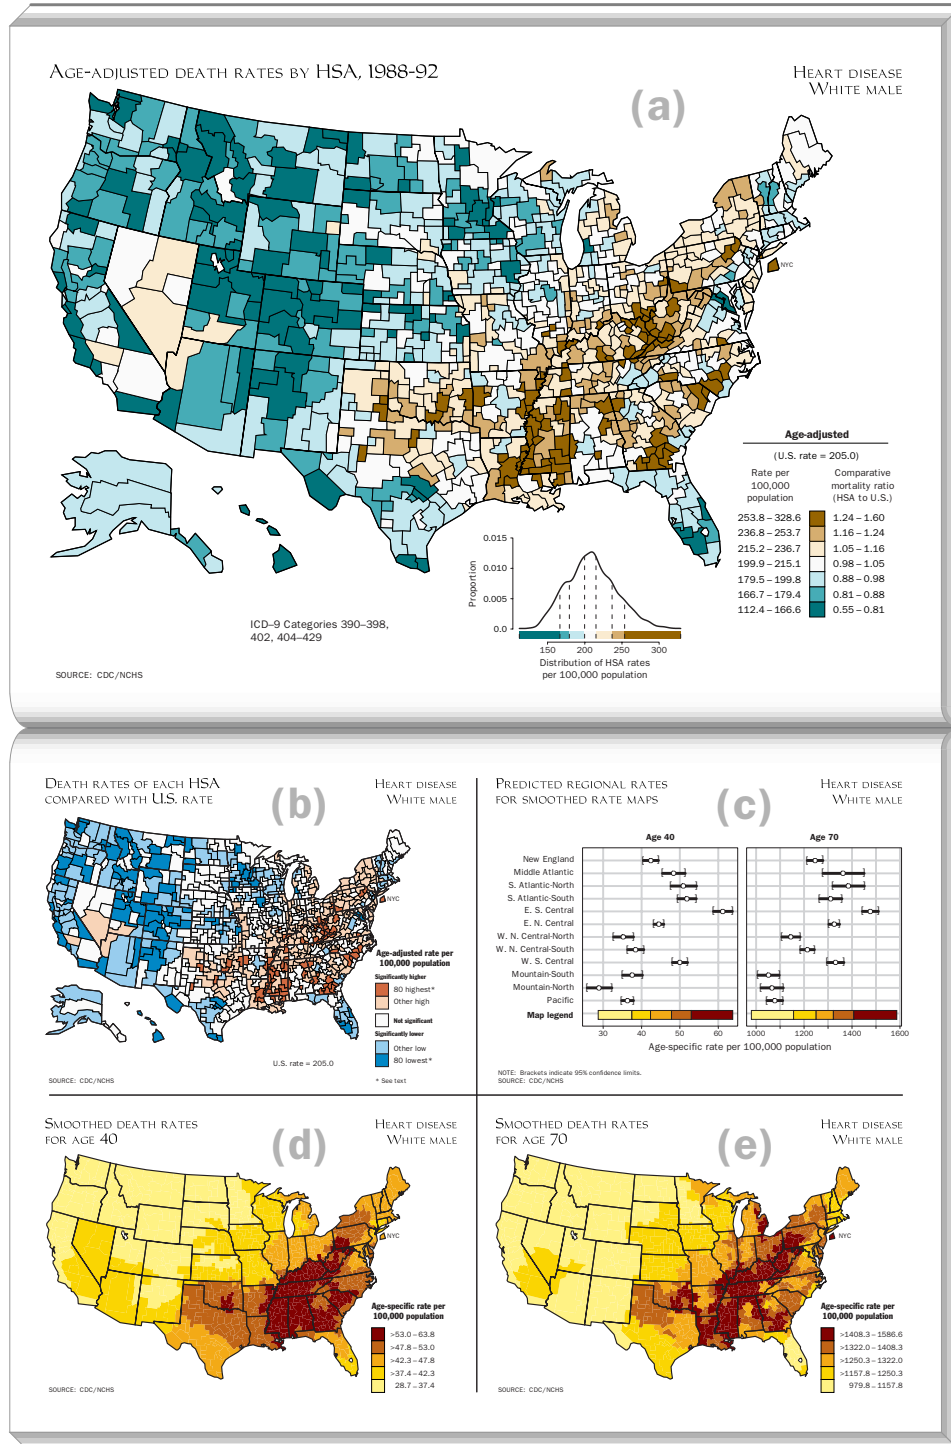 AGE-ADJUSTED DEATH RATES BY HSA, 1988-92
HEART DISEASE
WHITE MALE
(a)
NYC
Age-adjusted
(U.S. rate = 205.0)
Rate per
100,000
population
Comparative
mortality ratio
(HSA to U.S.)
253.8 – 328.6 1.24 – 1.60
236.8 – 253.7 1.16 – 1.24
215.2 – 236.7 1.05 – 1.16
199.9 – 215.1 0.98 – 1.05
179.5 – 199.8 0.88 – 0.98
166.7 – 179.4 0.81 – 0.88
112.4 – 166.6 0.55 – 0.81
Proportion
0.015
0.010
0.005
0.0
150 200 250 300
Distribution of HSA rates
per 100,000 population
ICD–9 Categories 390–398,
402, 404–429
SOURCE: CDC/NCHS
DEATH RATES OF EACH HSA
COMPARED WITH U.S. RATE
HEART DISEASE
WHITE MALE
(b)
NYC
Age-adjusted rate per
100,000 population
Significantly higher
80 highest*
Other high
Not significant
Significantly lower
Other low
80 lowest*
U.S. rate = 205.0
* See text
SOURCE: CDC/NCHS
PREDICTED REGIONAL RATES
FOR SMOOTHED RATE MAPS
HEART DISEASE
WHITE MALE
(c)
Age 40 Age 70
New England
Middle Atlantic
S. Atlantic-North
S. Atlantic-South
E. S. Central
E. N. Central
W. N. Central-North
W. N. Central-South
W. S. Central
Mountain-South
Mountain-North
Pacific
Map legend
30 40 50 60 1000 1200 1400 1600
Age-specific rate per 100,000 population
NOTE: Brackets indicate 95% confidence limits.
SOURCE: CDC/NCHS
SMOOTHED DEATH RATES
FOR AGE 40
HEART DISEASE
WHITE MALE
(d)
NYC
Age-specific rate per
100,000 population
>53.0 – 63.8
>47.8 – 53.0
>42.3 – 47.8
>37.4 – 42.3
28.7 – 37.4
SOURCE: CDC/NCHS
SMOOTHED DEATH RATES
FOR AGE 70
HEART DISEASE
WHITE MALE
(e)
NYC
Age-specific rate per
100,000 population
>1408.3 – 1586.6
>1322.0 – 1408.3
>1250.3 – 1322.0
>1157.8 – 1250.3
979.8 – 1157.8
SOURCE: CDC/NCHS